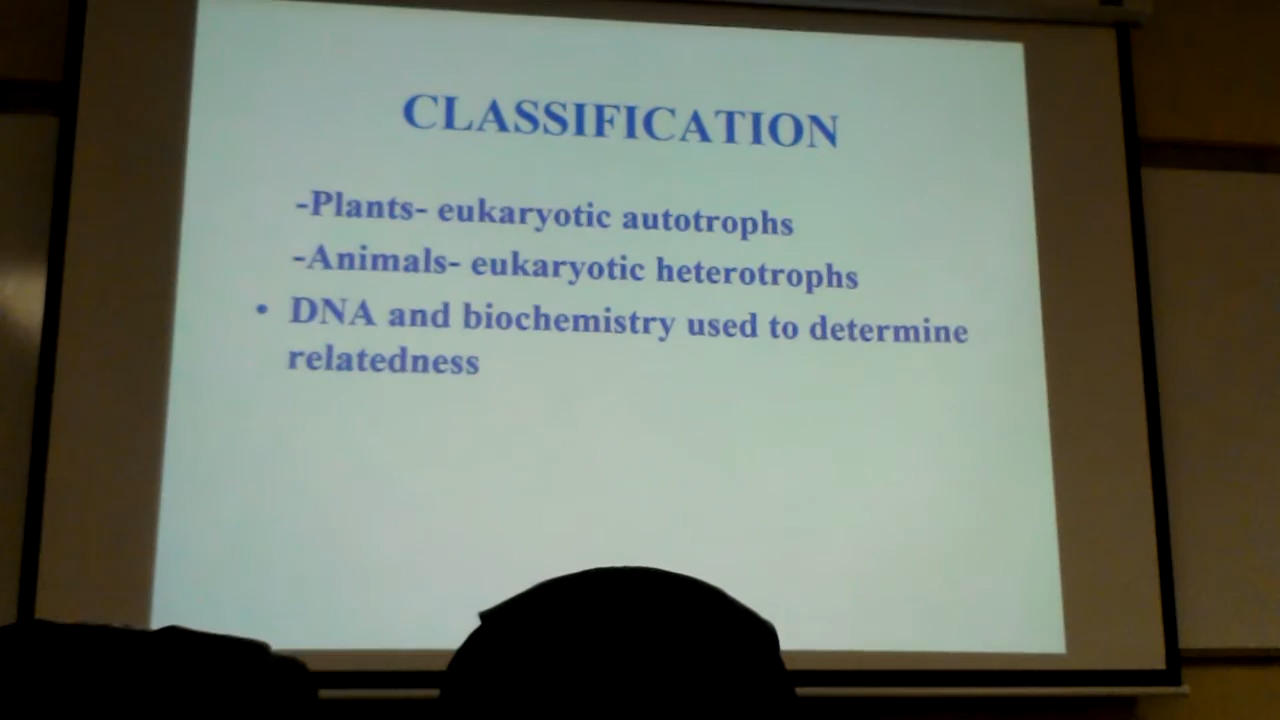 CLASSIFICATION
-Plants- eukaryotic autotrophs
-Animals- eukaryotic heterotrophs
• DNA and biochemistry used to determine
relatedness